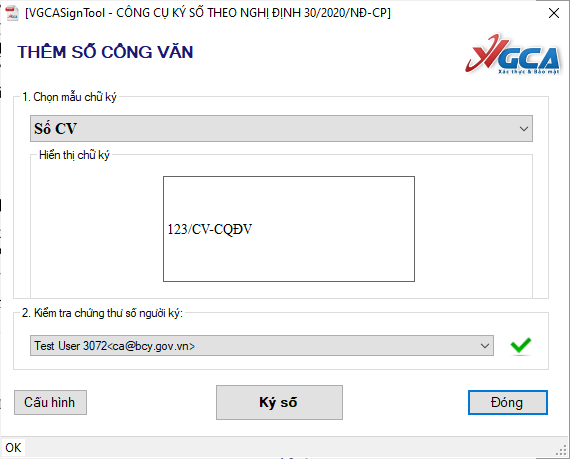 [VGCASignTool - CÔNG CỤ KÝ SỐ THEO NGHỊ ĐỊNH 30/2020/NĐ-CP]
THÊM SỐ CÔNG VĂN
VGCA
Xác thực & Bảo mật
1. Chọn mẫu chữ ký
Số CV
Hiển thị chữ ký
123/CV-CQĐV
2. Kiểm tra chứng thư số người ký:
Test User 3072<ca@bcy.gov.vn>
Cấu hình
Ký số
Đóng
OK